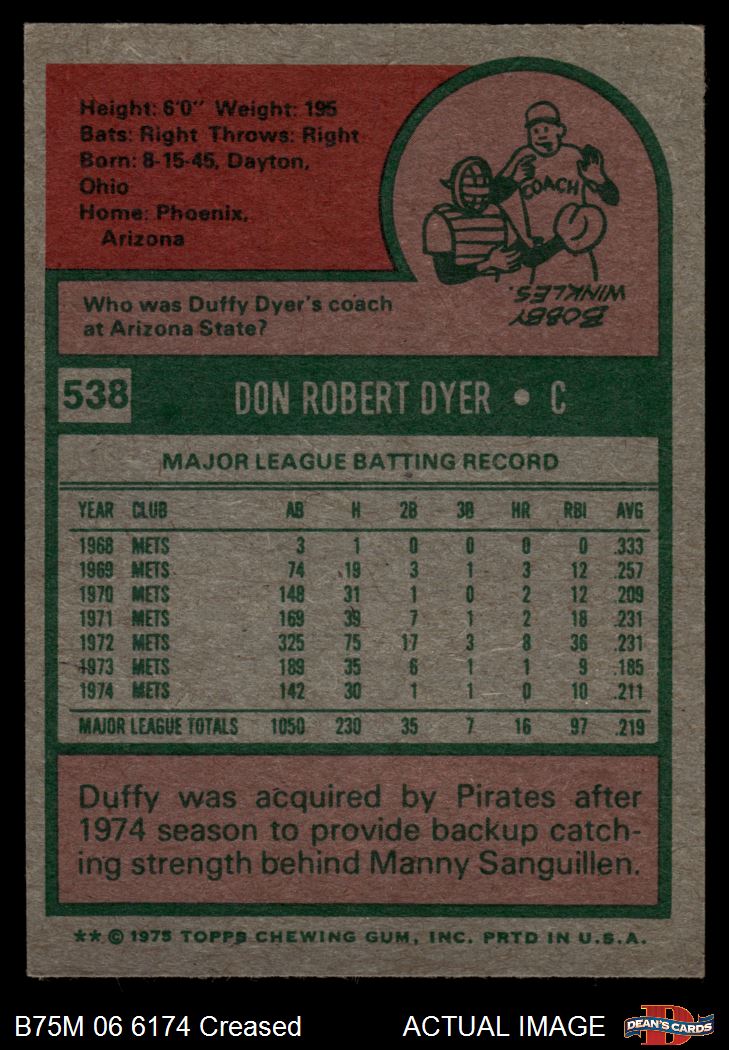 Height: 6'0" Weight: 195
Bats: Right Throws: Right
Born: 8-15-45, Dayton,
Ohio
Home: Phoenix,
Arizona
COACH
BOBBY
WINKLES.
Who was Duffy Dyer's coach
at Arizona State?
538 DON ROBERT DYER • C
MAJOR LEAGUE BATTING RECORD
YEAR CLUB AB H 2B 3B HR RBI AVG
1968 METS 3 1 0 0 0 0 .333
1969 METS 74 19 3 1 3 12 .257
1970 METS 148 31 1 0 2 12 .209
1971 METS 169 39 7 1 2 18 .231
1972 METS 325 75 17 3 8 36 .231
1973 METS 189 35 6 1 1 9 .185
1974 METS 142 30 1 1 0 10 .211
MAJOR LEAGUE TOTALS 1050 230 35 7 16 97 .219
Duffy was acquired by Pirates after
1974 season to provide backup catch-
ing strength behind Manny Sanguillen.
** © 1975 TOPPS CHEWING GUM, INC. PRTD IN U.S.A.
B75M 06 6174 Creased ACTUAL IMAGE
DEAN'S CARDS